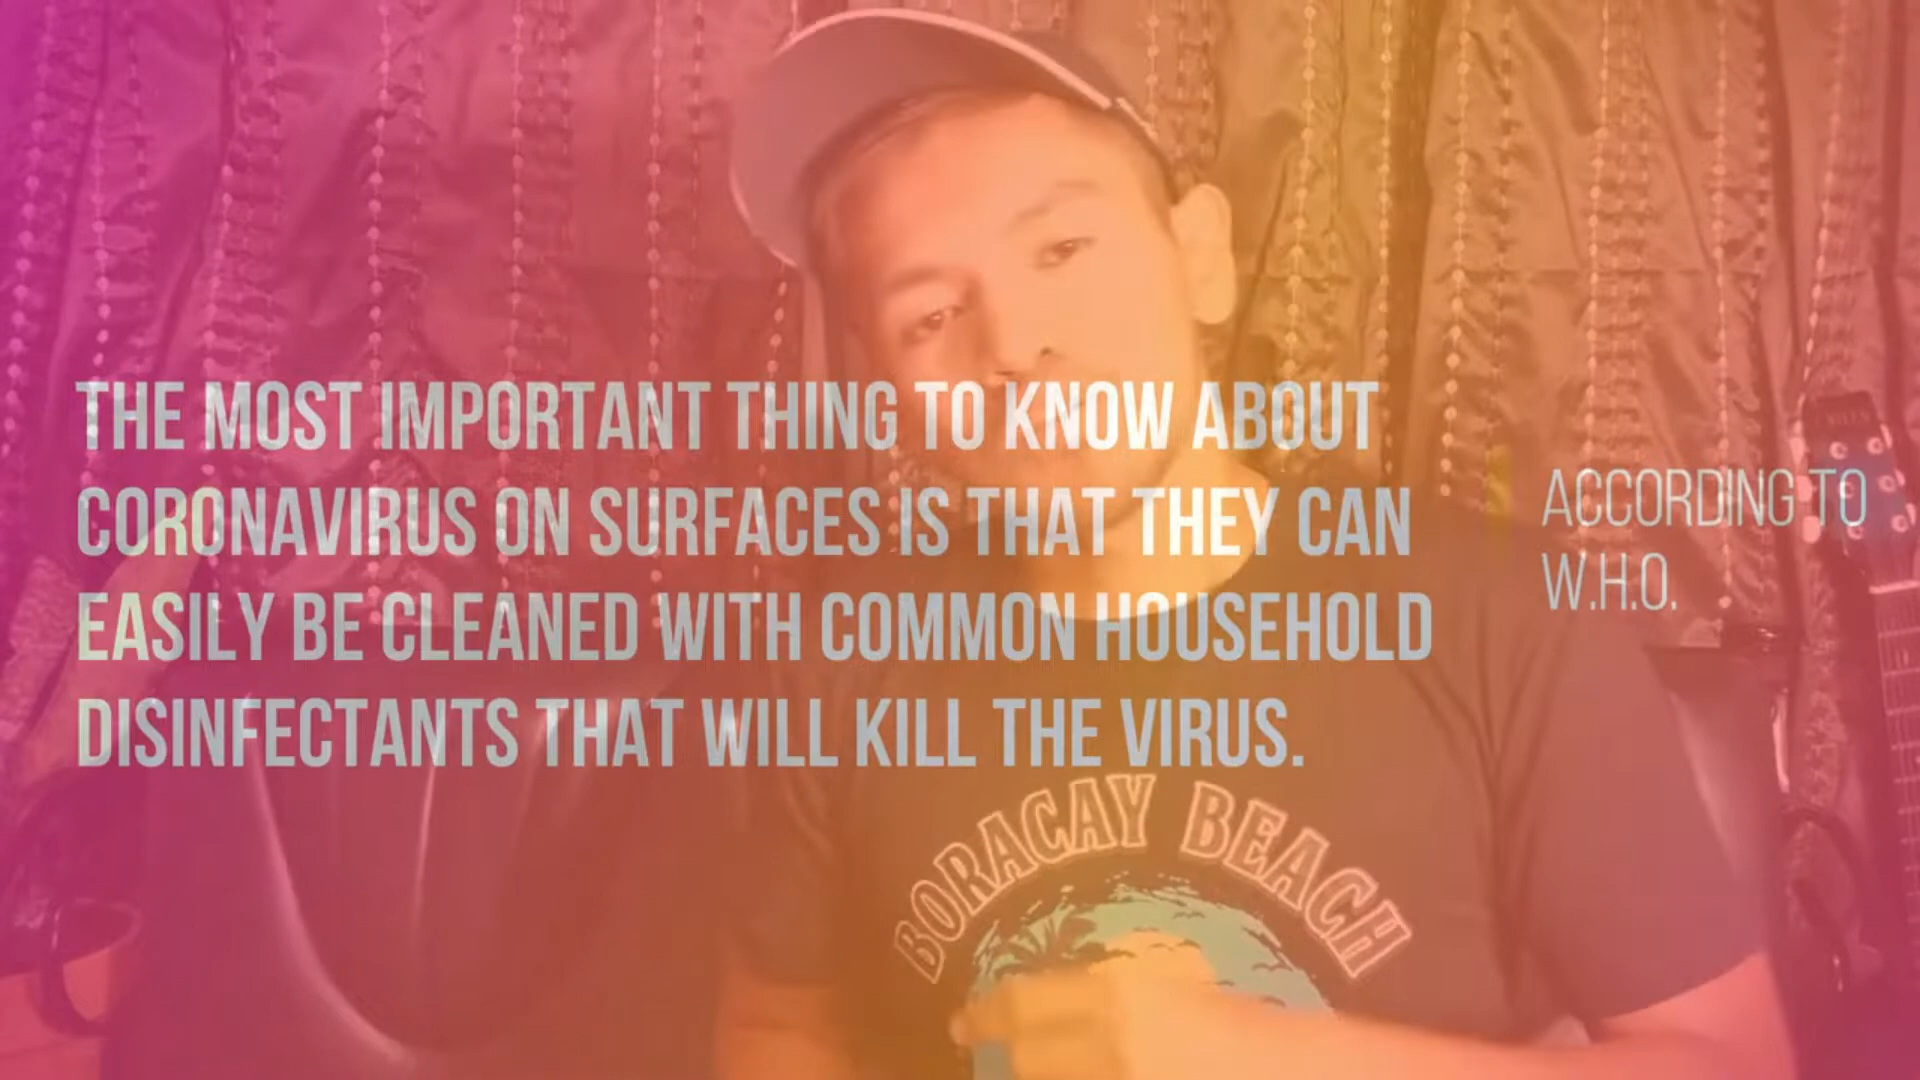 THE MOST IMPORTANT THING TO KNOW ABOUT
CORONAVIRUS ON SURFACES IS THAT THEY CAN
EASILY BE CLEANED WITH COMMON HOUSEHOLD
DISINFECTANTS THAT WILL KILL THE VIRUS.
ACCORDING TO
W.H.O.
BORACAY BEACH